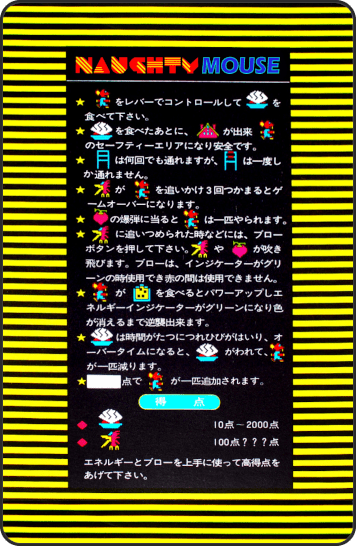 NAUGHTY MOUSE
★ をレバーでコントロールして を
食べて下さい。
★ を食べたあとに、 が出来
のセーフティーエリアになり安全です。
★ は何回でも通れますが、 は一度し
か通れません。
★ が を追いかけ3回つかまるとゲ
ームオーバーになります。
★ の爆弾に当ると は一匹やられます。
★ に追いつめられた時などには、ブロー
ボタンを押して下さい。 や が吹き
飛びます。ブローは、インジケーターがグリ
ーンの時使用でき赤の間は使用できません。
★ が を食べるとパワーアップしエ
ネルギーインジケーターがグリーンになり色
が消えるまで逆襲出来ます。
★ は時間がたつにつれひびがはいり、オ
ーバータイムになると、 がわれて、
が一匹減ります。
★ 点で が一匹追加されます。
得 点
10点~2000点
100点???点
エネルギーとブローを上手に使って高得点を
あげて下さい。